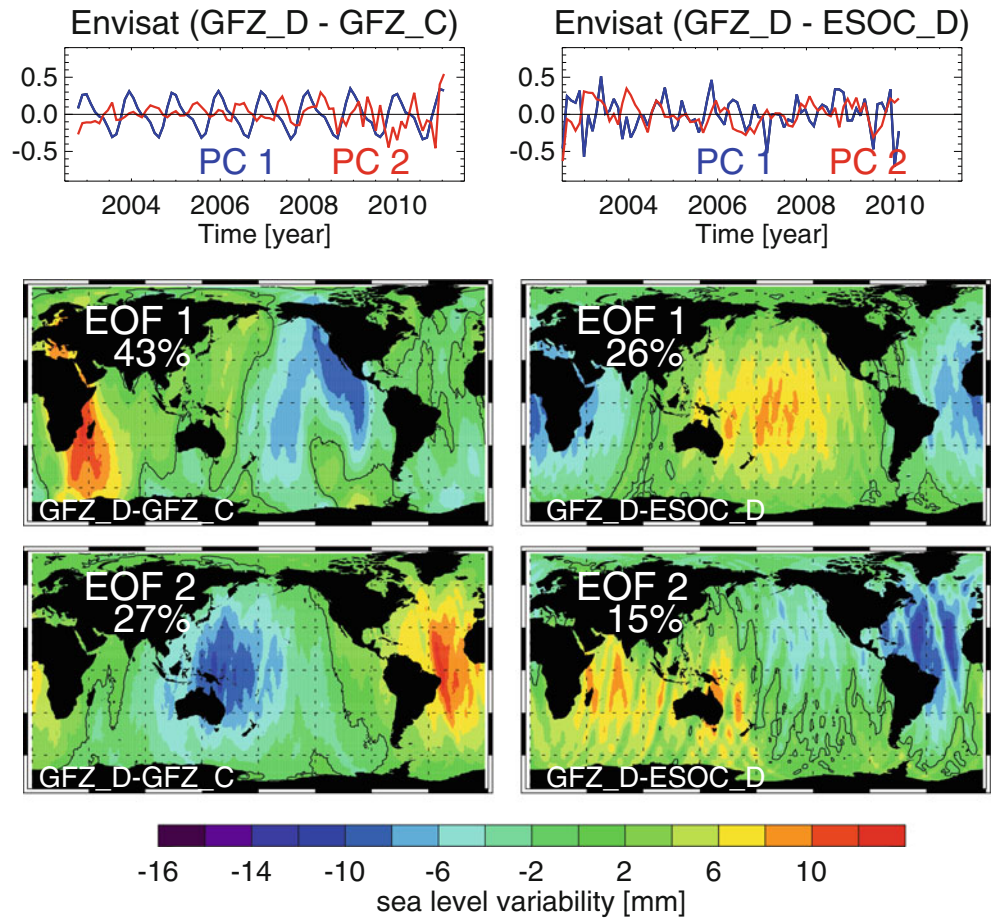 Envisat (GFZ_D - GFZ_C)
Envisat (GFZ_D - ESOC_D)
0.5
0.0
-0.5
PC 1
PC 2
2004
2006
2008
2010
Time [year]
0.5
0.0
-0.5
PC 1
PC 2
2004
2006
2008
2010
Time [year]
EOF 1
43%
GFZ_D-GFZ_C
EOF 1
26%
GFZ_D-ESOC_D
EOF 2
27%
GFZ_D-GFZ_C
EOF 2
15%
GFZ_D-ESOC_D
-16
-14
-10
-6
-2
2
6
10
sea level variability [mm]